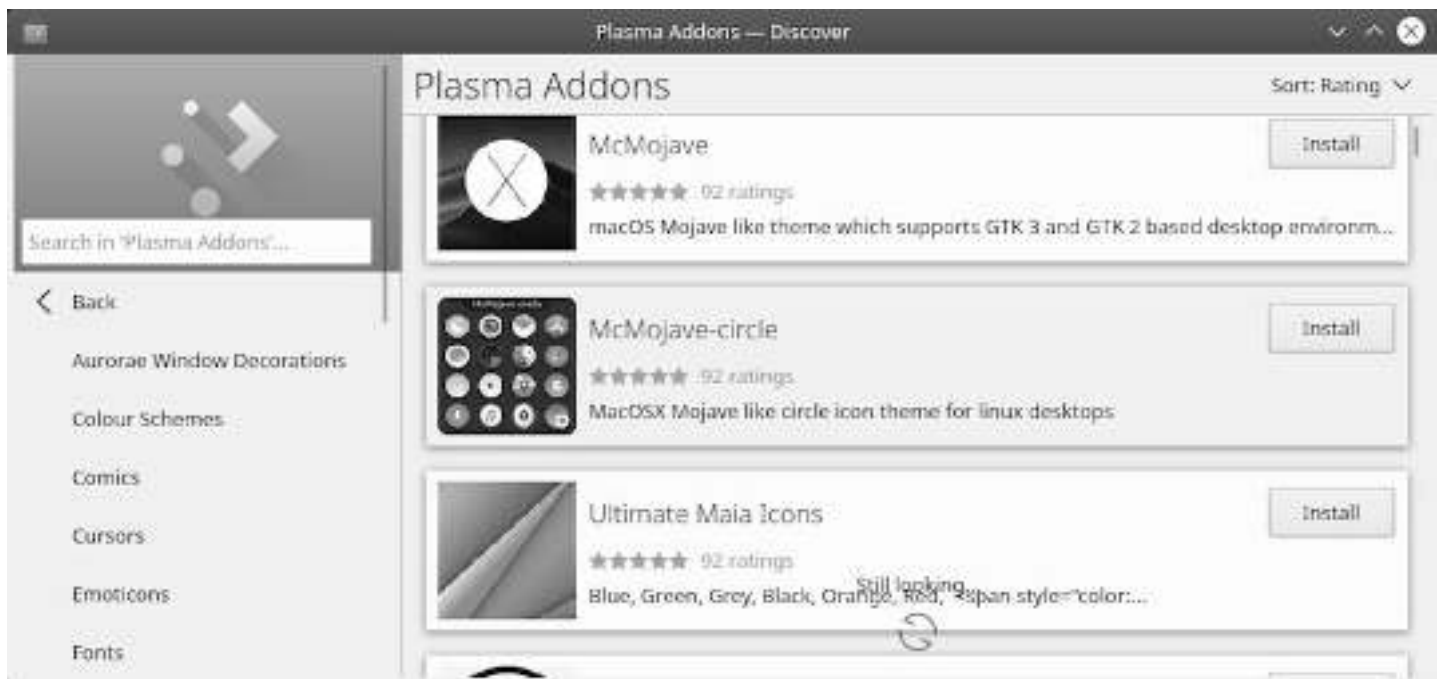 Plasma Addons — Discover
Search in 'Plasma Addons'...
Back
Aurorae Window Decorations
Colour Schemes
Comics
Cursors
Emoticons
Fonts
Plasma Addons
Sort: Rating
McMojave
Install
92 ratings
macOS Mojave like theme which supports GTK 3 and GTK 2 based desktop environm...
McMojave-circle
Install
92 ratings
MacOSX Mojave like circle icon theme for linux desktops
Ultimate Maia Icons
Install
92 ratings
Still looking...
Blue, Green, Grey, Black, Orange, Red, <span style="color:...